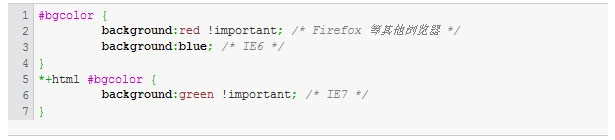 1 #bgcolor {
2 background:red !important; /* Firefox 等其他浏览器 */
3 background:blue; /* IE6 */
4 }
5 *+html #bgcolor {
6 background:green !important; /* IE7 */
7 }